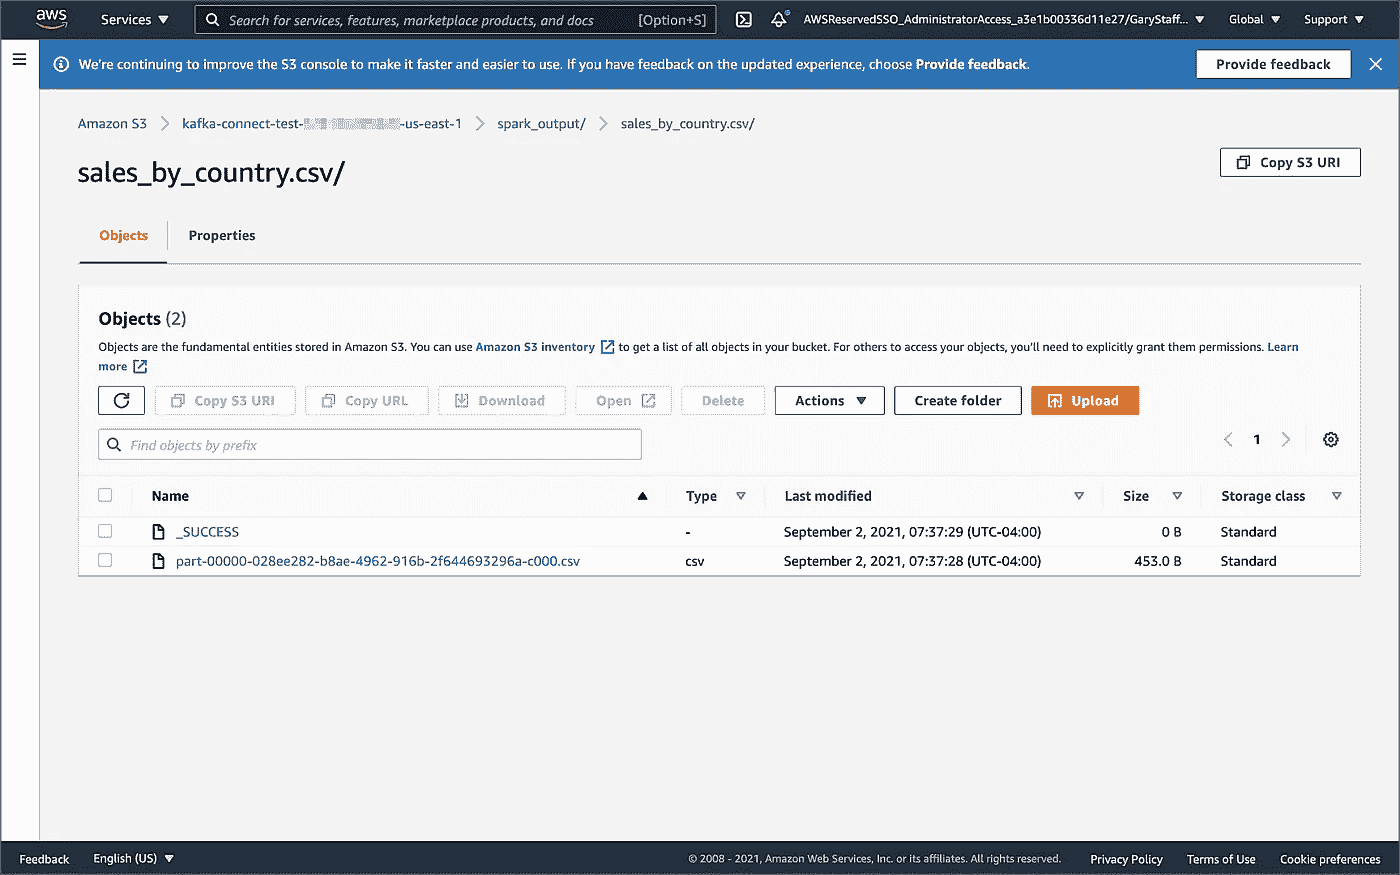 aws Services ▼ Search for services, features, marketplace products, and docs [Option+S] AWSReservedSSO_AdministratorAccess_a3e1b00336d11e27/GaryStaff... ▼ Global ▼ Support ▼
We're continuing to improve the S3 console to make it faster and easier to use. If you have feedback on the updated experience, choose Provide feedback. Provide feedback
Amazon S3 > kafka-connect-test- -us-east-1 > spark_output/ > sales_by_country.csv/
sales_by_country.csv/ Copy S3 URI
Objects Properties
Objects (2)
Objects are the fundamental entities stored in Amazon S3. You can use Amazon S3 inventory to get a list of all objects in your bucket. For others to access your objects, you'll need to explicitly grant them permissions. Learn
more
Copy S3 URI Copy URL Download Open Delete Actions ▼ Create folder Upload
Find objects by prefix < 1 >
Name ▲ Type ▽ Last modified ▽ Size ▽ Storage class ▽
_SUCCESS - September 2, 2021, 07:37:29 (UTC-04:00) 0 B Standard
part-00000-028ee282-b8ae-4962-916b-2f644693296a-c000.csv csv September 2, 2021, 07:37:28 (UTC-04:00) 453.0 B Standard
Feedback English (US) ▼ © 2008 - 2021, Amazon Web Services, Inc. or its affiliates. All rights reserved. Privacy Policy Terms of Use Cookie preferences